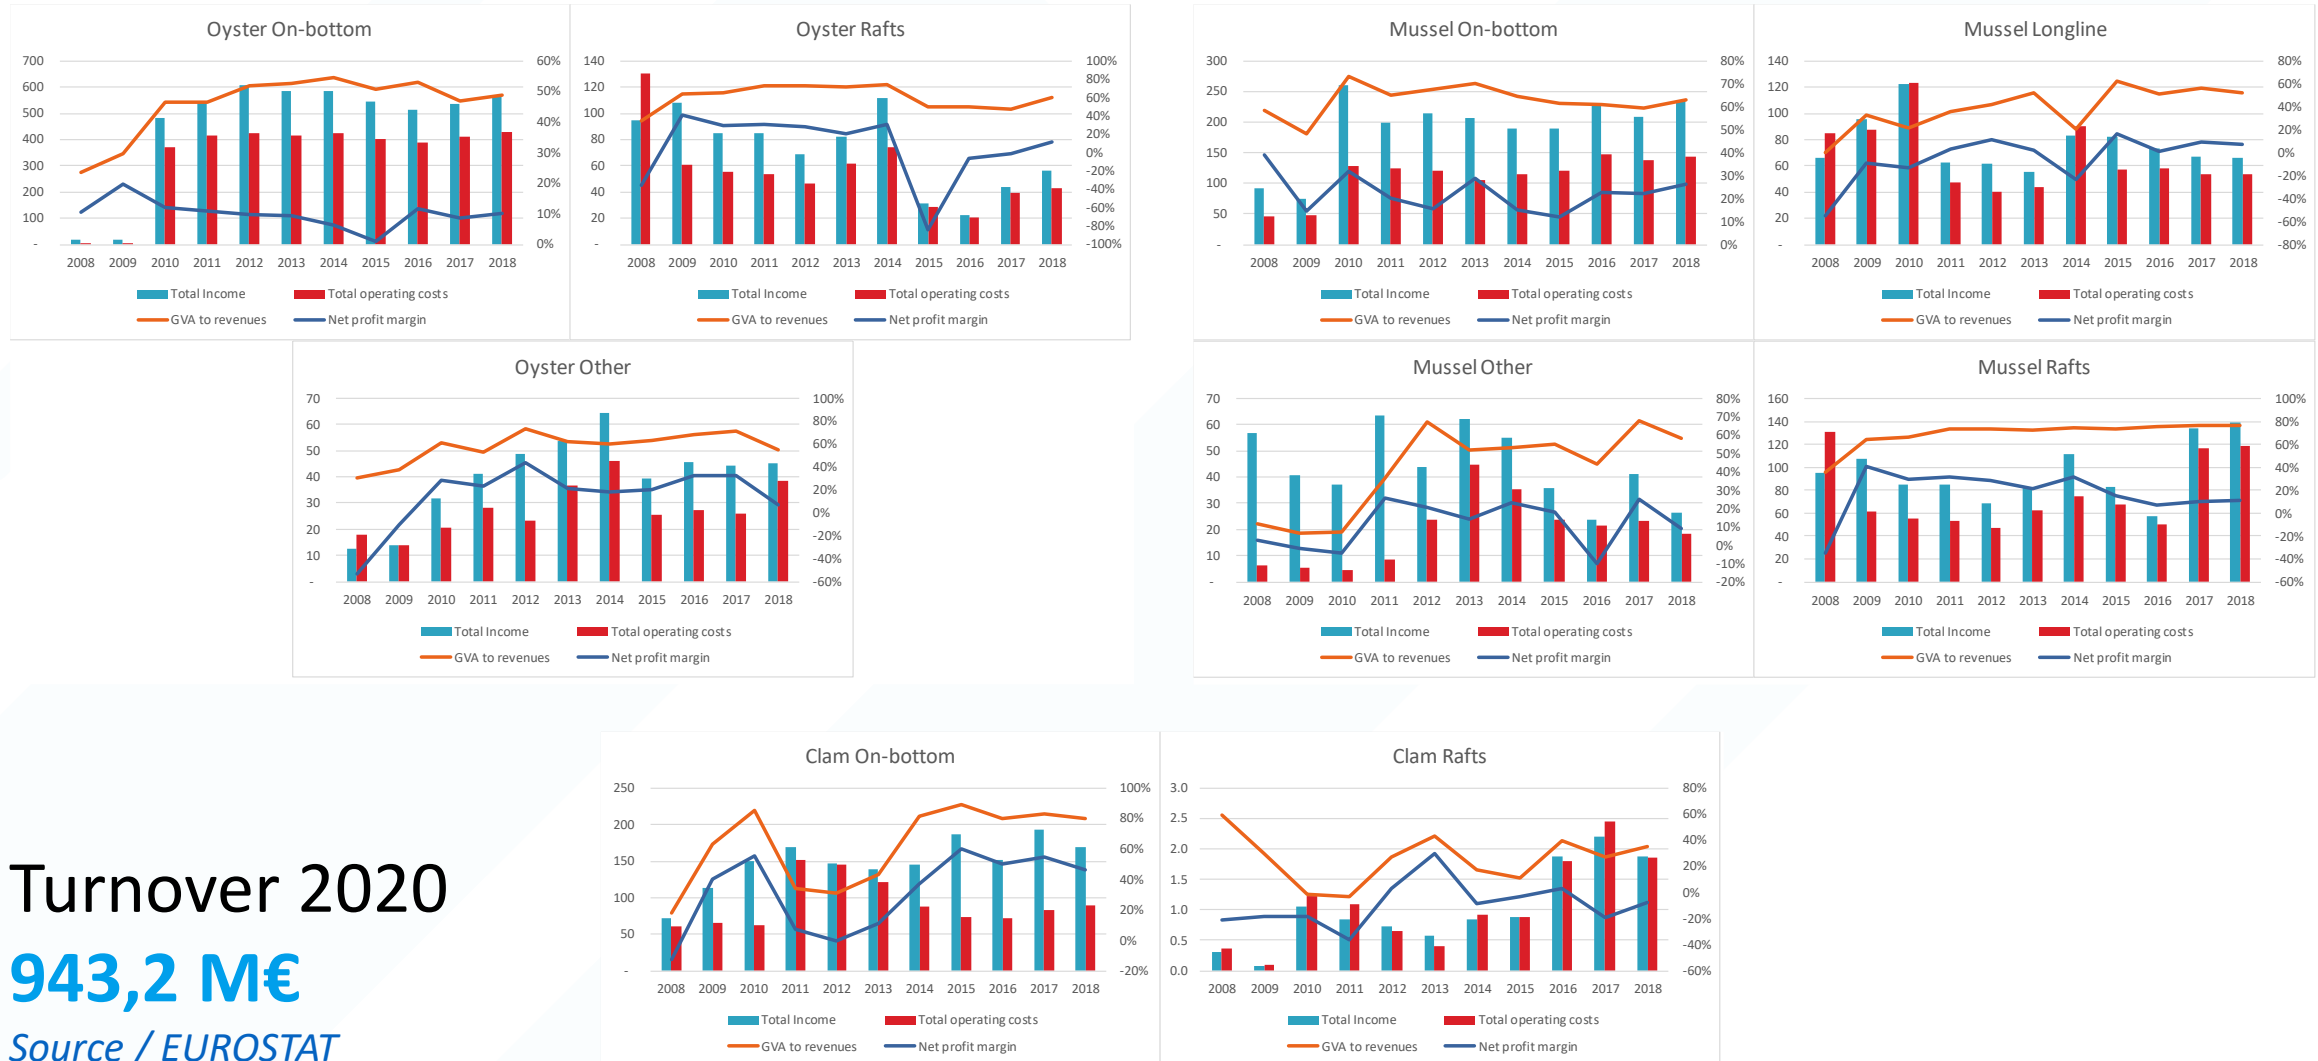 Oyster On-bottom
700 600 500 400 300 200 100 -
60% 50% 40% 30% 20% 10% 0%
2008 2009 2010 2011 2012 2013 2014 2015 2016 2017 2018
Total Income Total operating costs
GVA to revenues Net profit margin
Oyster Rafts
140 120 100 80 60 40 20 -
100% 80% 60% 40% 20% 0% -20% -40% -60% -80% -100%
2008 2009 2010 2011 2012 2013 2014 2015 2016 2017 2018
Total Income Total operating costs
GVA to revenues Net profit margin
Mussel On-bottom
300 250 200 150 100 50 -
80% 70% 60% 50% 40% 30% 20% 10% 0%
2008 2009 2010 2011 2012 2013 2014 2015 2016 2017 2018
Total Income Total operating costs
GVA to revenues Net profit margin
Mussel Longline
140 120 100 80 60 40 20 -
80% 60% 40% 20% 0% -20% -40% -60% -80%
2008 2009 2010 2011 2012 2013 2014 2015 2016 2017 2018
Total Income Total operating costs
GVA to revenues Net profit margin
Oyster Other
70 60 50 40 30 20 10 -
100% 80% 60% 40% 20% 0% -20% -40% -60%
2008 2009 2010 2011 2012 2013 2014 2015 2016 2017 2018
Total Income Total operating costs
GVA to revenues Net profit margin
Mussel Other
70 60 50 40 30 20 10 -
80% 70% 60% 50% 40% 30% 20% 10% 0% -10% -20%
2008 2009 2010 2011 2012 2013 2014 2015 2016 2017 2018
Total Income Total operating costs
GVA to revenues Net profit margin
Mussel Rafts
160 140 120 100 80 60 40 20 -
100% 80% 60% 40% 20% 0% -20% -40% -60%
2008 2009 2010 2011 2012 2013 2014 2015 2016 2017 2018
Total Income Total operating costs
GVA to revenues Net profit margin
Clam On-bottom
250 200 150 100 50 -
100% 80% 60% 40% 20% 0% -20%
2008 2009 2010 2011 2012 2013 2014 2015 2016 2017 2018
Total Income Total operating costs
GVA to revenues Net profit margin
Clam Rafts
3.0 2.5 2.0 1.5 1.0 0.5 0.0
80% 60% 40% 20% 0% -20% -40% -60%
2008 2009 2010 2011 2012 2013 2014 2015 2016 2017 2018
Total Income Total operating costs
GVA to revenues Net profit margin
Turnover 2020
943,2 M€
Source / EUROSTAT